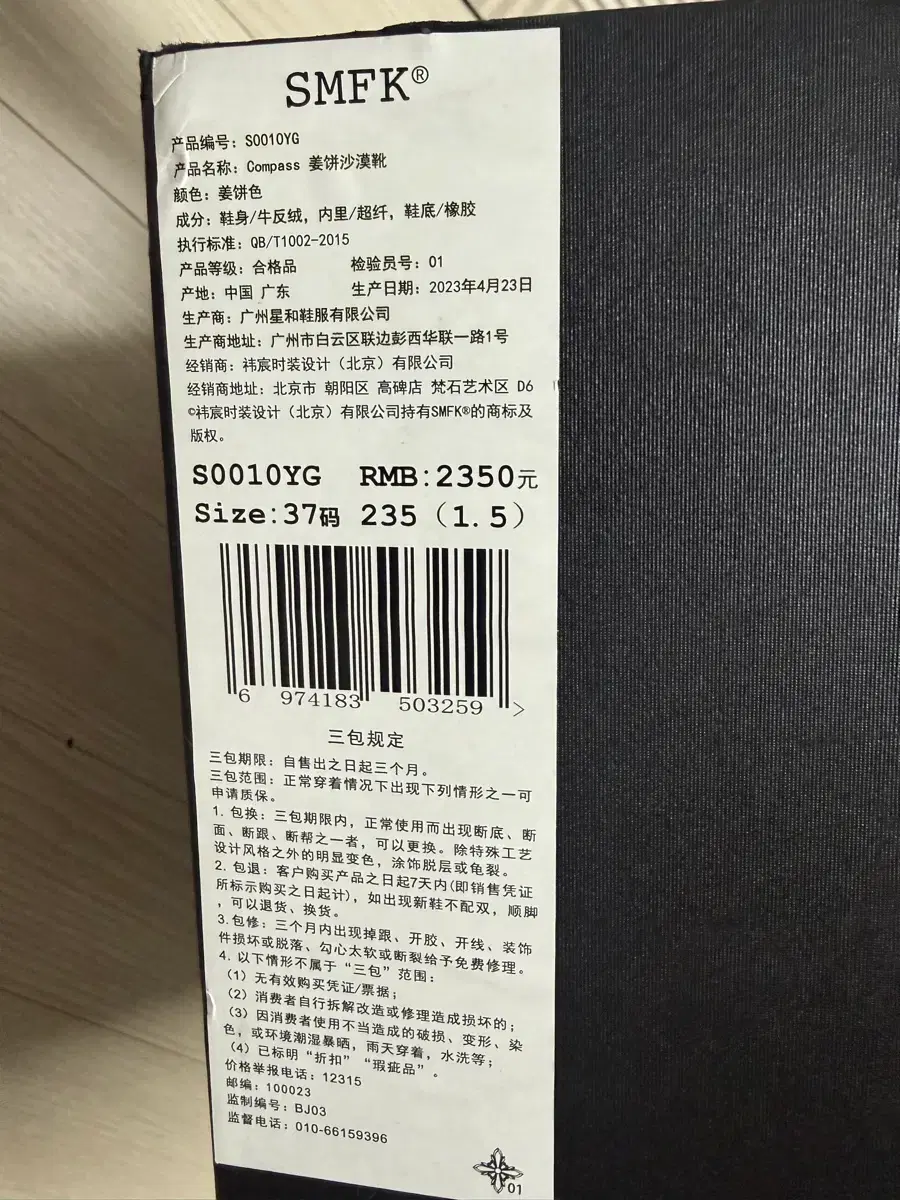 SMFK®
产品编号：S0010YG
产品名称：Compass 姜饼沙漠靴
颜色：姜饼色
成分：鞋身/牛反绒，内里/超纤，鞋底/橡胶
执行标准：QB/T1002-2015
产品等级：合格品 检验员号：01
产地：中国 广东 生产日期：2023年4月23日
生产商：广州星和鞋服有限公司
生产商地址：广州市白云区联边彭西华联一路1号
经销商：祎宸时装设计（北京）有限公司
经销商地址：北京市 朝阳区 高碑店 梵石艺术区 D6
©祎宸时装设计（北京）有限公司持有SMFK®的商标及
版权。
S0010YG RMB:2350元
Size:37码 235（1.5）
6 974183 503259 >
三包规定
三包期限：自售出之日起三个月。
三包范围：正常穿着情况下出现下列情形之一可
申请质保。
1. 包换：三包期限内，正常使用而出现断底、断
面、断跟、断帮之一者，可以更换。除特殊工艺
设计风格之外的明显变色，涂饰脱层或龟裂。
2. 包退：客户购买产品之日起7天内(即销售凭证
所标示购买之日起计)，如出现新鞋不配双，顺脚
，可以退货、换货。
3. 包修：三个月内出现掉跟、开胶、开线、装饰
件损坏或脱落、勾心太软或断裂给予免费修理。
4. 以下情形不属于“三包”范围：
（1）无有效购买凭证/票据；
（2）消费者自行拆解改造或修理造成损坏的；
（3）因消费者使用不当造成的破损、变形、染
色，或环境潮湿暴晒，雨天穿着，水洗等；
（4）已标明“折扣”“瑕疵品”。
价格举报电话：12315
邮编：100023
监制编号：BJ03
监督电话：010-66159396
01